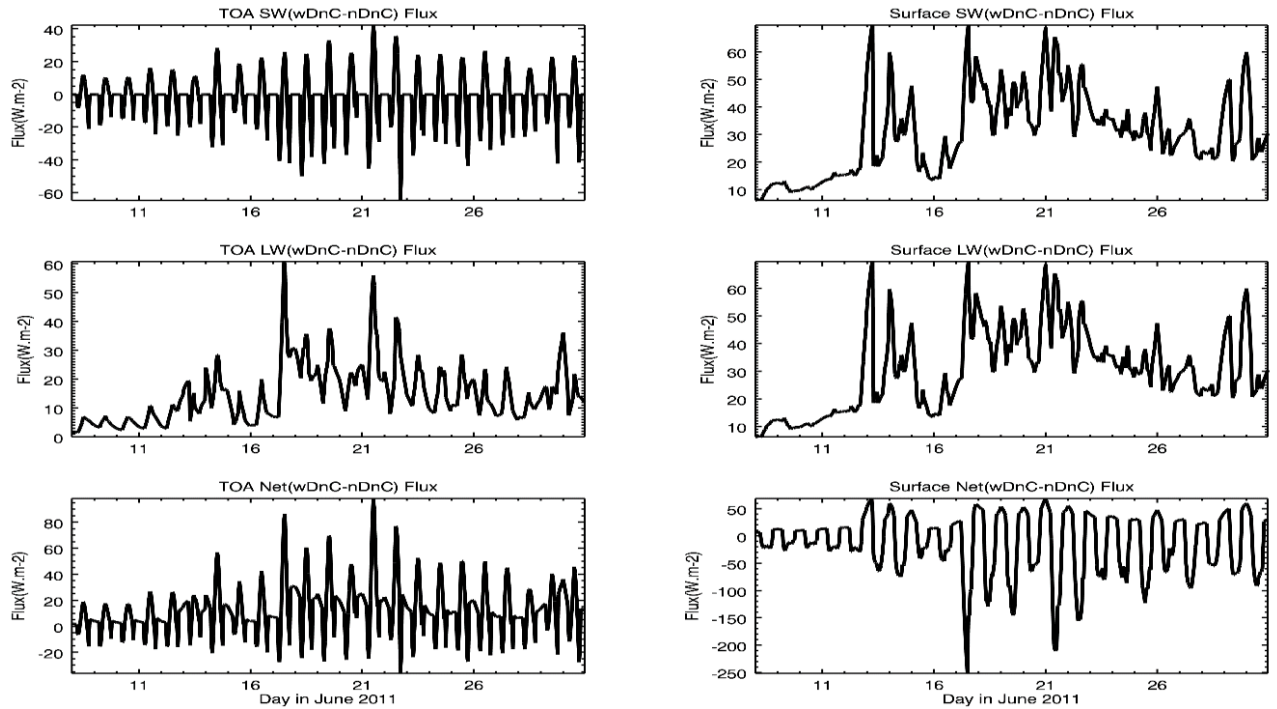 TOA SW(wDnC-nDnC) Flux
Flux(W.m-2)
40
20
0
-20
-40
-60
11 16 21 26
Surface SW(wDnC-nDnC) Flux
Flux(W.m-2)
60
50
40
30
20
10
11 16 21 26
TOA LW(wDnC-nDnC) Flux
Flux(W.m-2)
60
50
40
30
20
10
0
11 16 21 26
Surface LW(wDnC-nDnC) Flux
Flux(W.m-2)
60
50
40
30
20
10
11 16 21 26
TOA Net(wDnC-nDnC) Flux
Flux(W.m-2)
80
60
40
20
0
-20
11 16 21 26
Day in June 2011
Surface Net(wDnC-nDnC) Flux
Flux(W.m-2)
50
0
-50
-100
-150
-200
-250
11 16 21 26
Day in June 2011